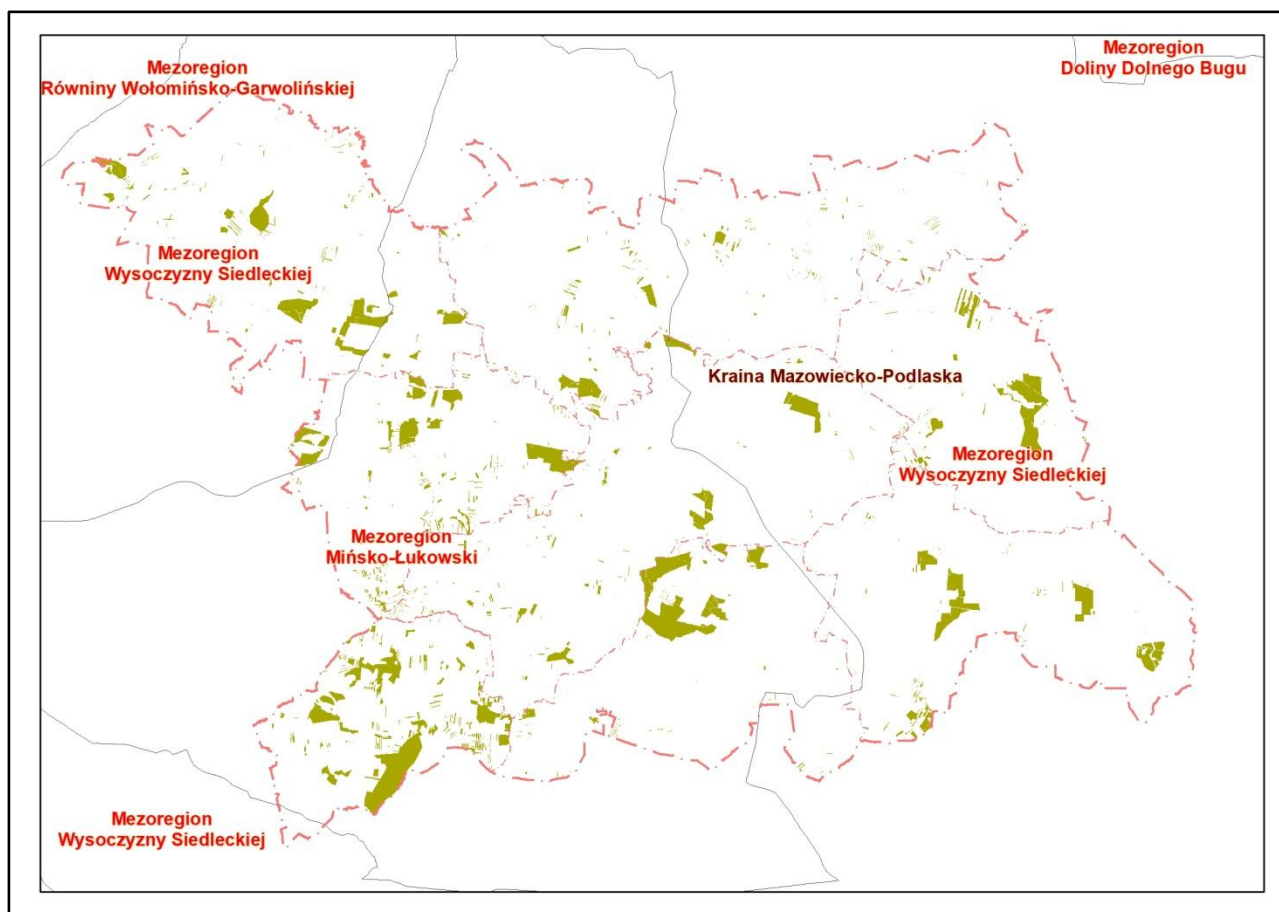 Mezoregion
Równiny Wołomińsko-Garwolińskiej
Mezoregion
Doliny Dolnego Bugu
Mezoregion
Wysoczyzny Siedleckiej
Kraina Mazowiecko-Podlaska
Mezoregion
Wysoczyzny Siedleckiej
Mezoregion
Mińsko-Łukowski
Mezoregion
Wysoczyzny Siedleckiej